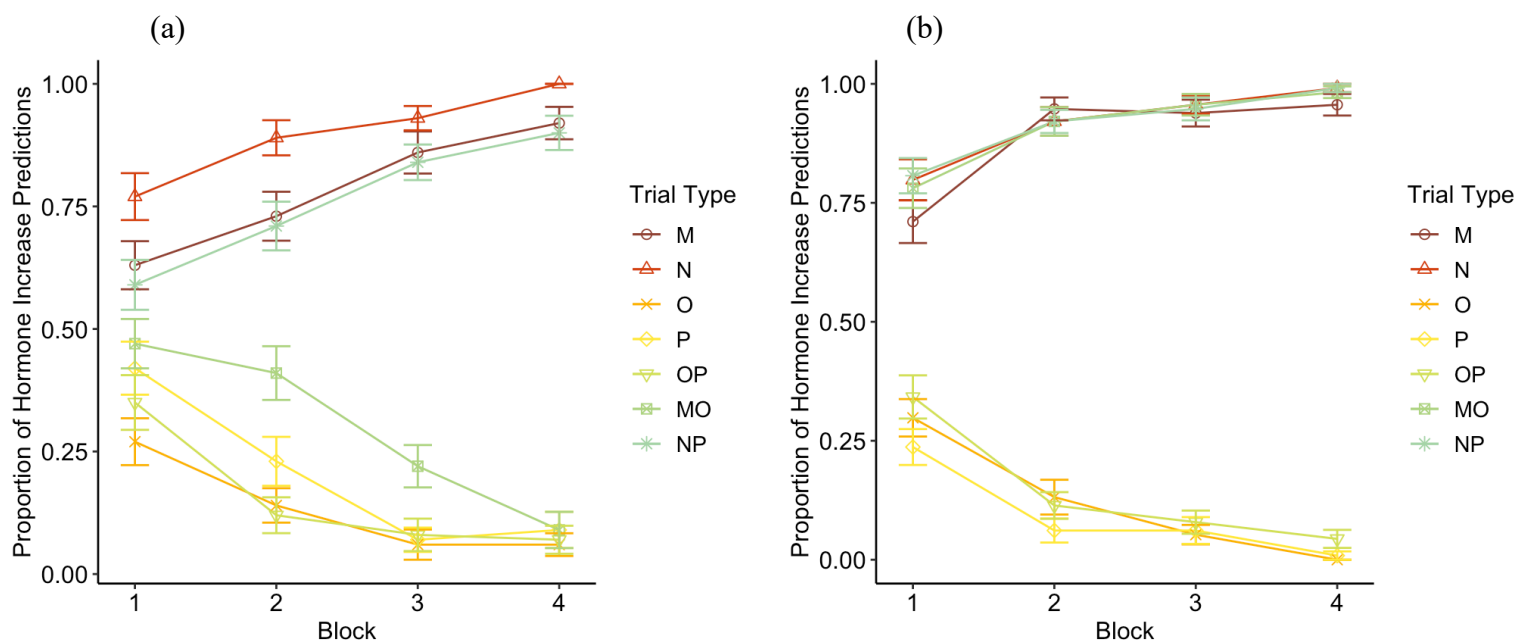 (a)
Proportion of Hormone Increase Predictions
1.00
0.75
0.50
0.25
0.00
1 2 3 4
Block
Trial Type
M
N
O
P
OP
MO
NP
(b)
Proportion of Hormone Increase Predictions
1.00
0.75
0.50
0.25
0.00
1 2 3 4
Block
Trial Type
M
N
O
P
OP
MO
NP